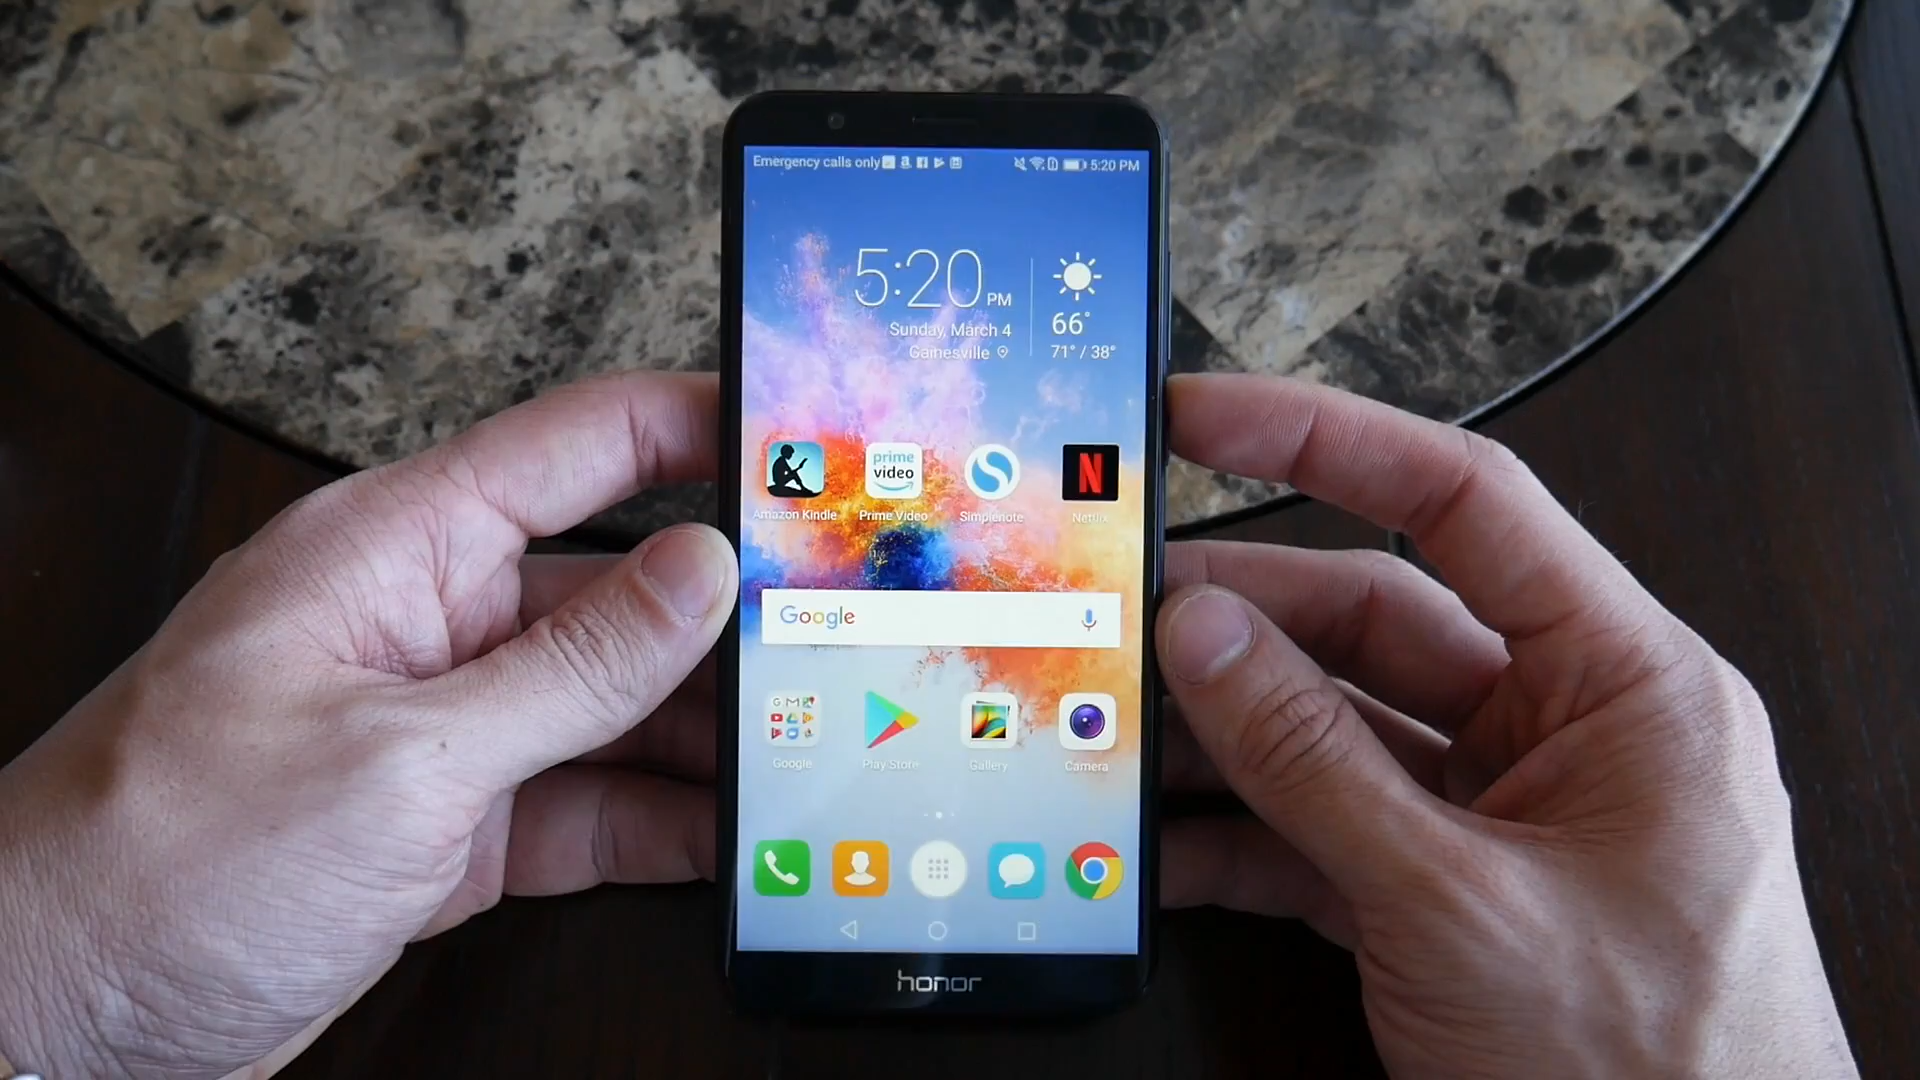 Emergency calls only
5:20 PM
5:20 PM
Sunday, March 4
Gainesville
66°
71° / 38°
prime
video
N
Amazon Kindle
Prime Video
Simplenote
Netflix
Google
G M
Google
Play Store
Gallery
Camera
honor